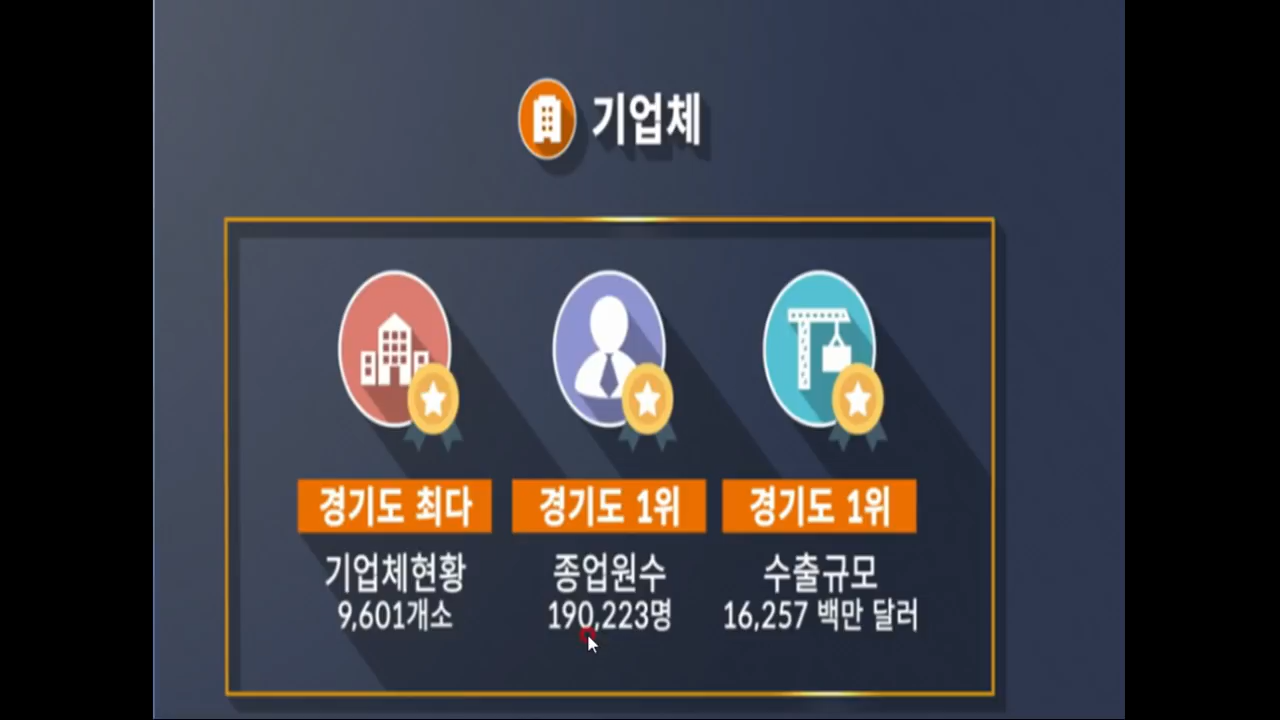 기업체
경기도 최다
기업체현황
9,601개소
경기도 1위
종업원수
190,223명
경기도 1위
수출규모
16,257 백만 달러